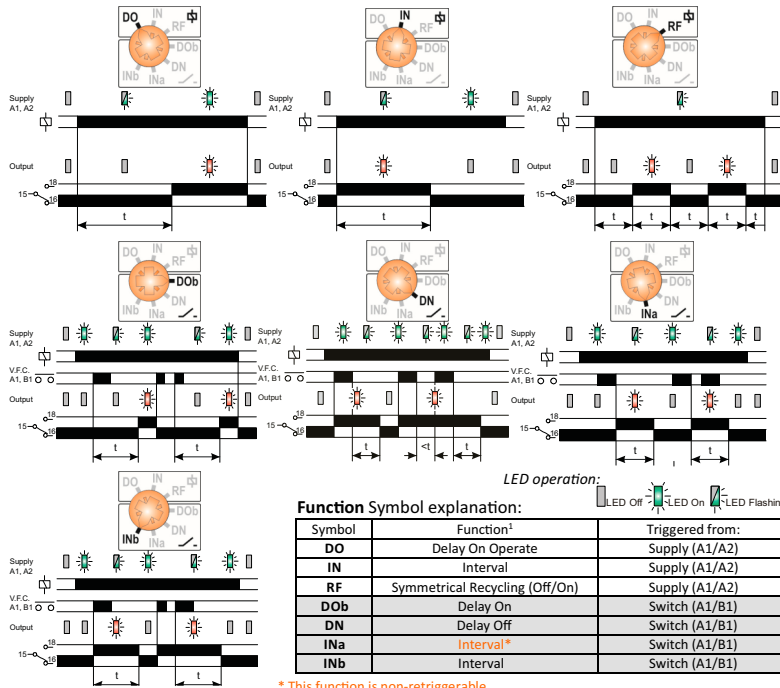 DO IN RF DOb DN INa INb
DO IN RF DOb DN INa INb
DO IN RF DOb DN INa INb
Supply
A1, A2
Output
15 18
16
t
Supply
A1, A2
Output
15 18
16
t
Supply
A1, A2
Output
15 18
16
t t t t t
DO IN RF DOb DN INa INb
DO IN RF DOb DN INa INb
DO IN RF DOb DN INa INb
Supply
A1, A2
V.F.C.
A1, B1
Output
15 18
16
t t
Supply
A1, A2
V.F.C.
A1, B1
Output
15 18
16
t <t t
Supply
A1, A2
V.F.C.
A1, B1
Output
15 18
16
t t
DO IN RF DOb DN INa INb
Supply
A1, A2
V.F.C.
A1, B1
Output
15 18
16
t t
LED operation:
LED Off LED On LED Flashin
Function Symbol explanation:
Symbol Function1 Triggered from:
DO Delay On Operate Supply (A1/A2)
IN Interval Supply (A1/A2)
RF Symmetrical Recycling (Off/On) Supply (A1/A2)
DOb Delay On Switch (A1/B1)
DN Delay Off Switch (A1/B1)
INa Interval* Switch (A1/B1)
INb Interval Switch (A1/B1)
* This function is non-retriggerable